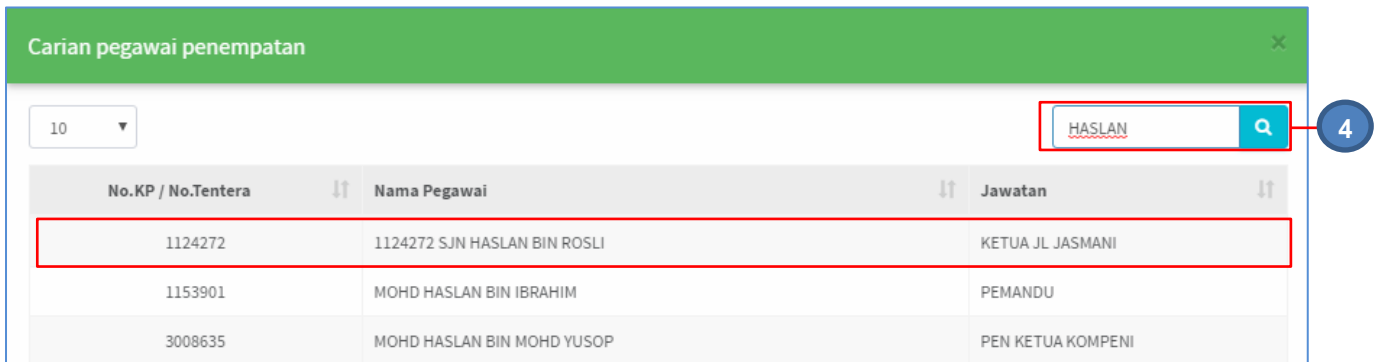 Carian pegawai penempatan ×
10 HASLAN 4
No.KP / No.Tentera Nama Pegawai Jawatan
1124272 1124272 SJN HASLAN BIN ROSLI KETUA JL JASMANI
1153901 MOHD HASLAN BIN IBRAHIM PEMANDU
3008635 MOHD HASLAN BIN MOHD YUSOP PEN KETUA KOMPENI